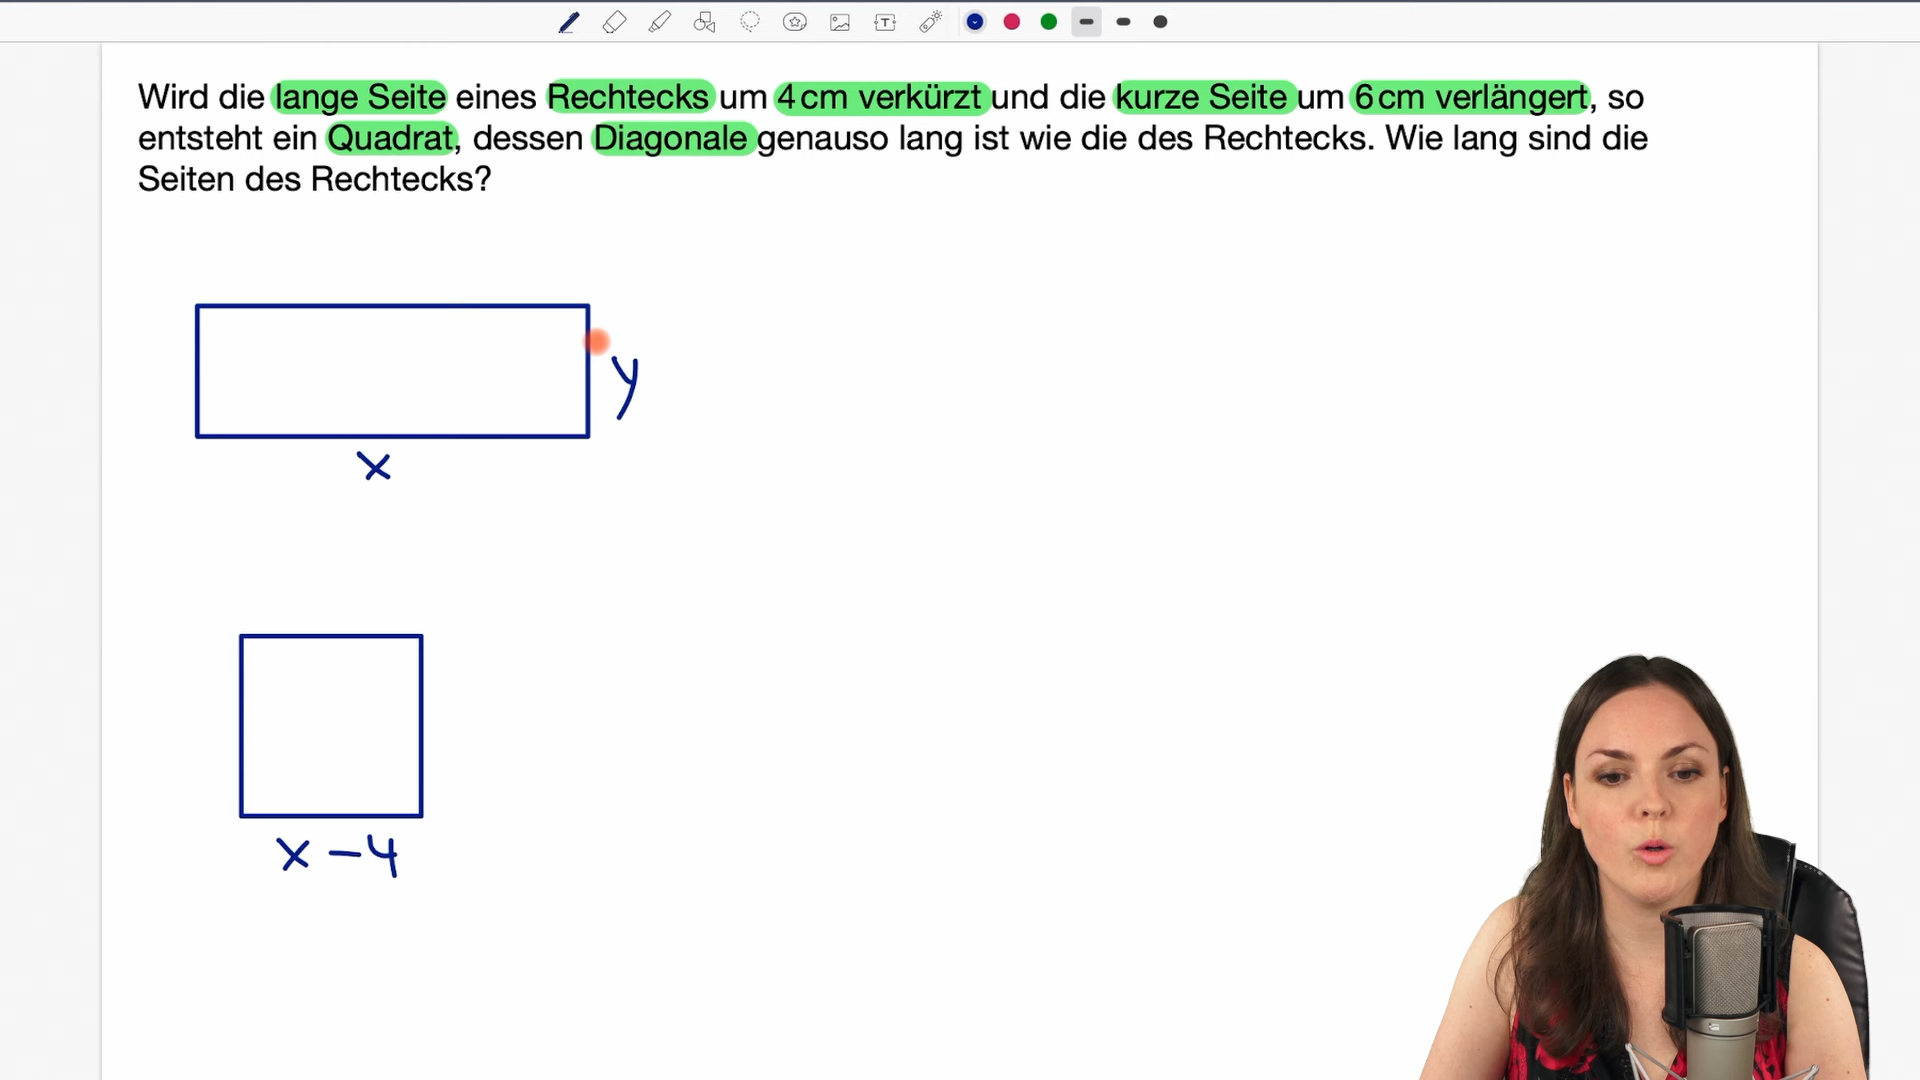 Wird die lange Seite eines Rechtecks um 4 cm verkürzt und die kurze Seite um 6 cm verlängert, so
entsteht ein Quadrat, dessen Diagonale genauso lang ist wie die des Rechtecks. Wie lang sind die
Seiten des Rechtecks?
y
x
x - 4